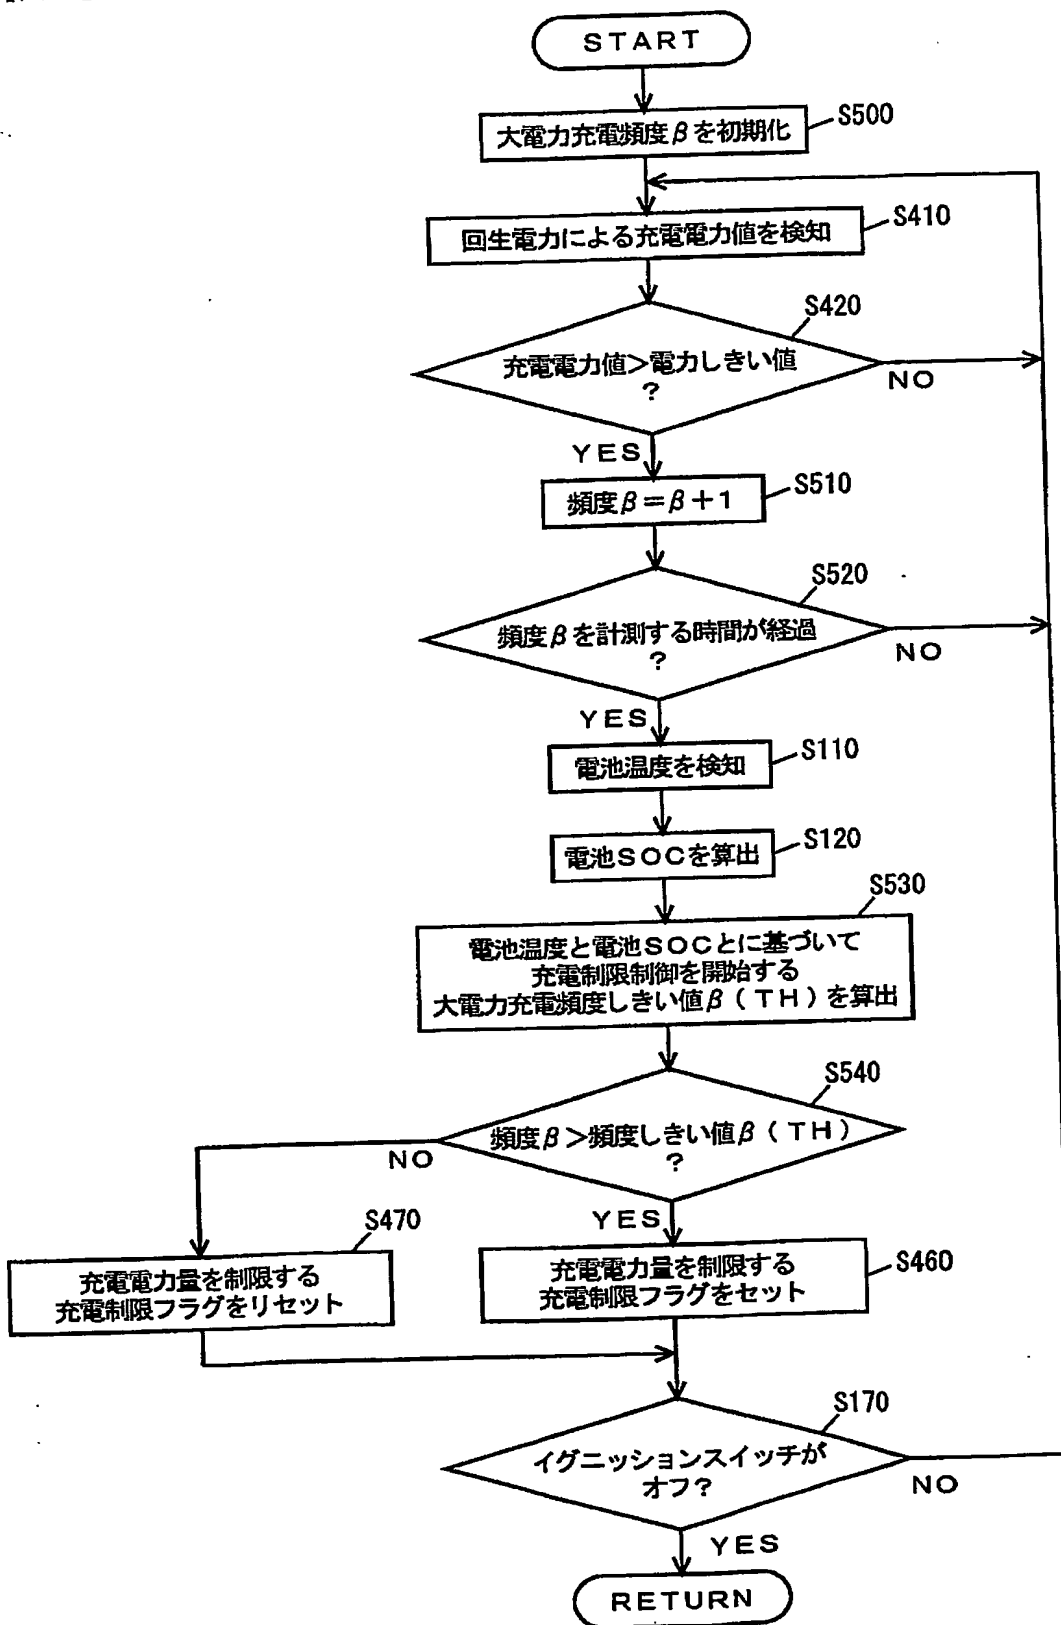 START
大電力充電頻度βを初期化
S500
回生電力による充電電力値を検知
S410
S420
充電電力値>電力しきい値
?
NO
YES
頻度β=β+1
S510
S520
頻度βを計測する時間が経過
?
NO
YES
電池温度を検知
S110
電池SOCを算出
S120
S530
電池温度と電池SOCとに基づいて
充電制限制御を開始する
大電力充電頻度しきい値β(TH)を算出
S540
頻度β>頻度しきい値β(TH)
?
NO
YES
S470
充電電力量を制限する
充電制限フラグをリセット
充電電力量を制限する
充電制限フラグをセット
S460
S170
イグニッションスイッチが
オフ?
NO
YES
RETURN